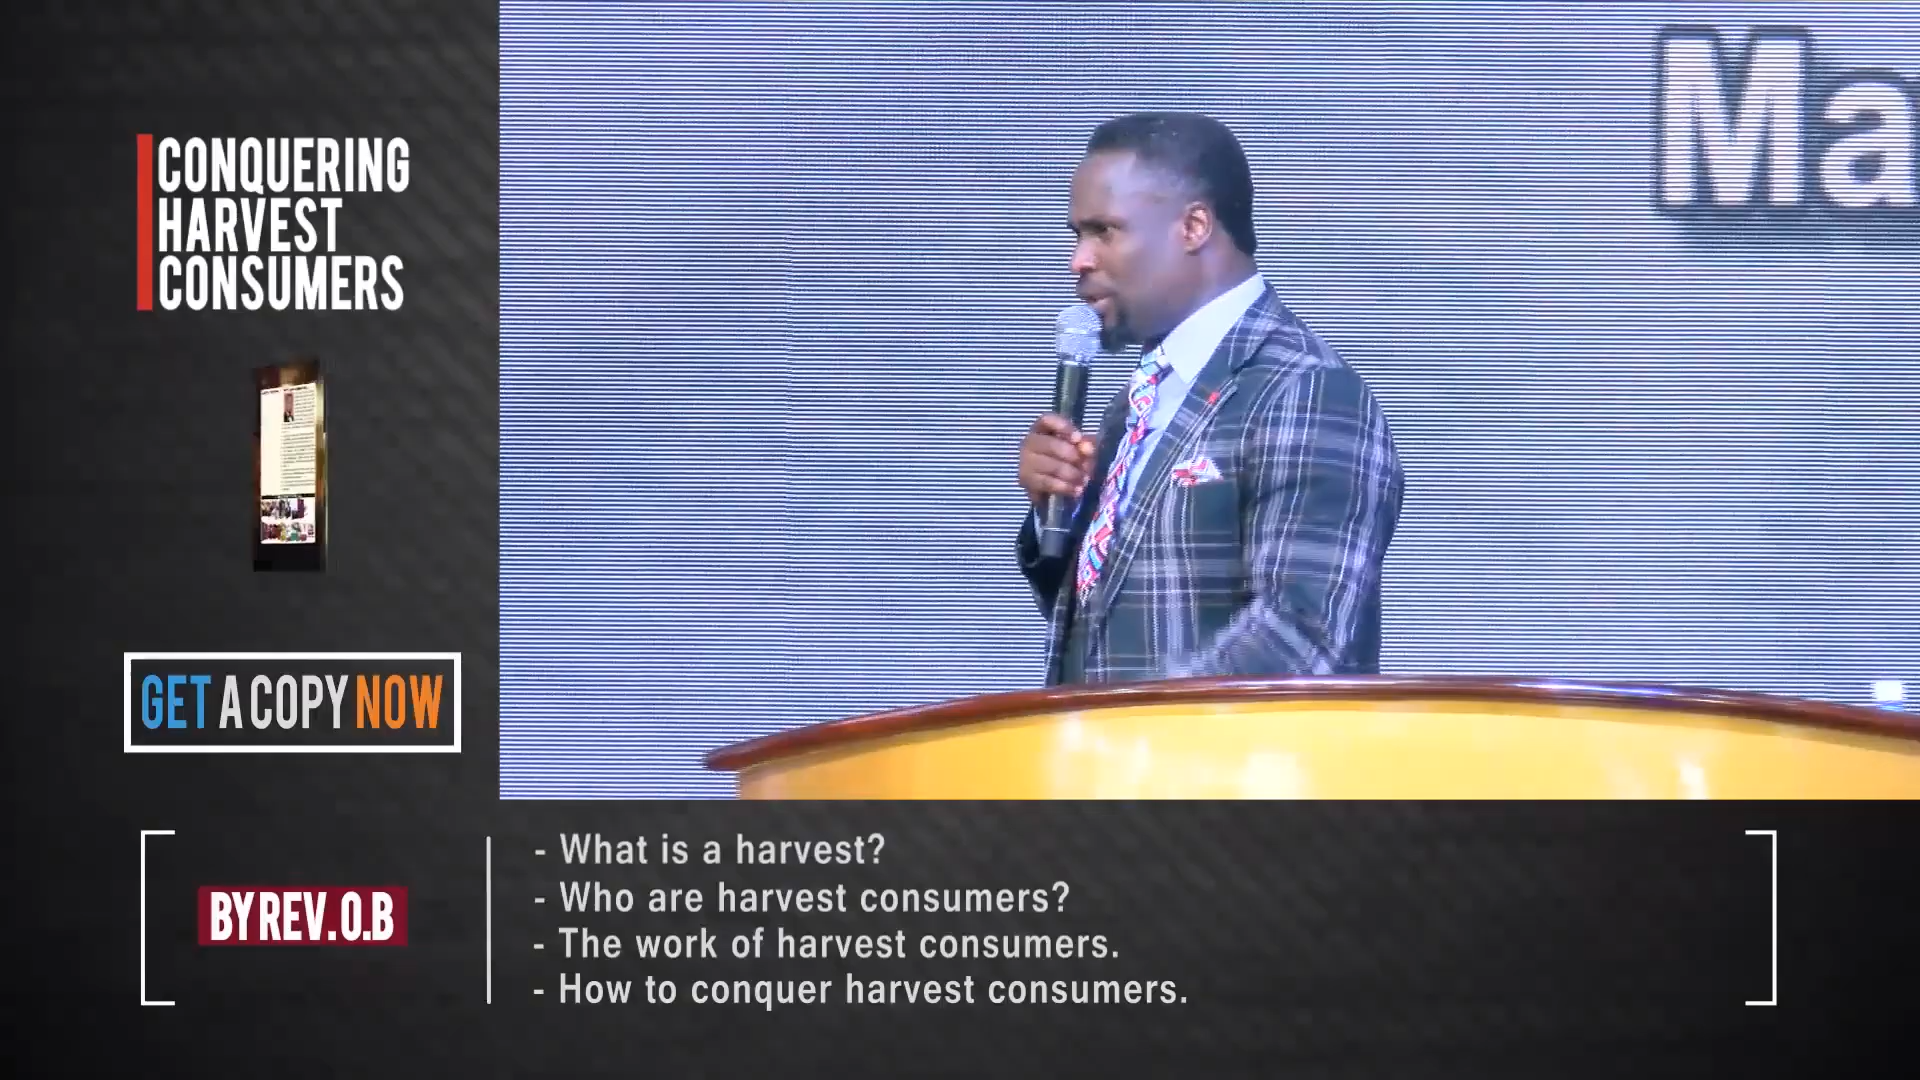 CONQUERING
HARVEST
CONSUMERS
Ma
GET A COPY NOW
BY REV. O.B
- What is a harvest?
- Who are harvest consumers?
- The work of harvest consumers.
- How to conquer harvest consumers.